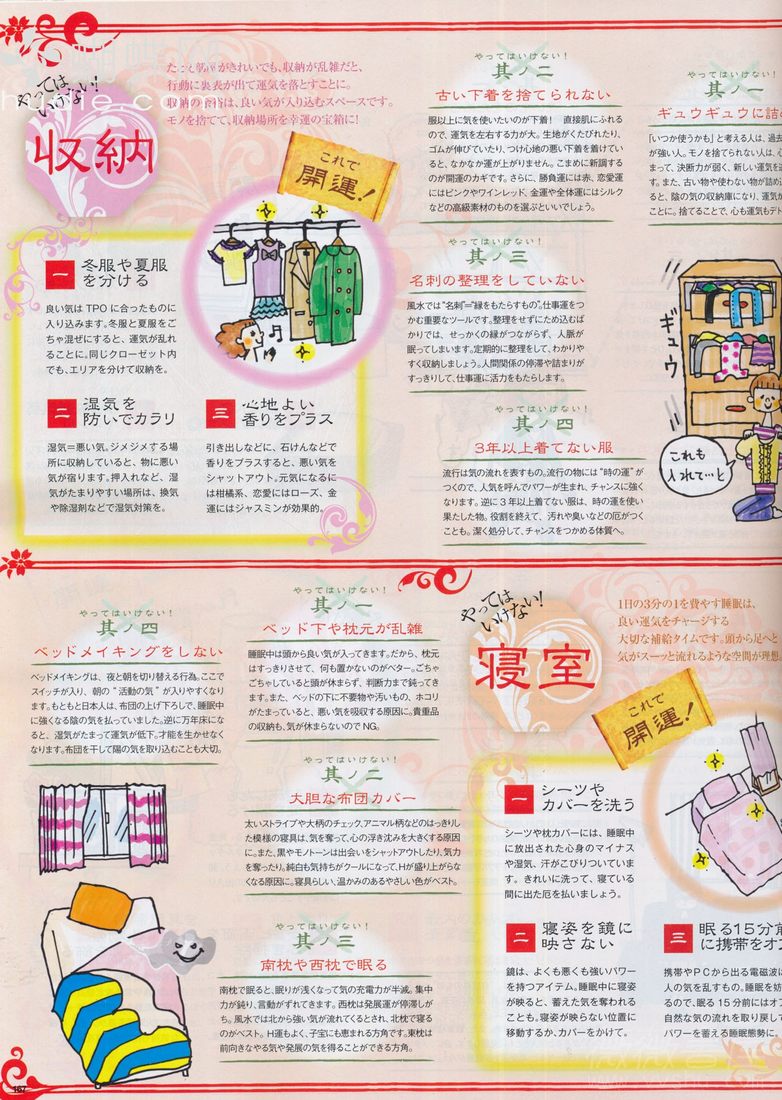 やっては
いけない!
収納
たとえ部屋がきれいでも、収納が乱雑だと、
行動に裏表が出て運気を落とすことに。
収納の余裕は、良い気が入り込むスペースです。
モノを捨てて、収納場所を幸運の宝箱に!
これで
開運!
一
冬服や夏服
を分ける
良い気は TPO に合ったものに
入り込みます。冬服と夏服をご
ちゃ混ぜにすると、運気が乱れ
ることに。同じクローゼット内
でも、エリアを分けて収納を。
二
湿気を
防いでカラリ
湿気=悪い気。ジメジメする場
所に収納していると、物に悪い
気が宿ります。押入れなど、湿
気がたまりやすい場所は、換気
や除湿剤などで湿気対策を。
三
心地よい
香りをプラス
引き出しなどに、石けんなどで
香りをプラスすると、悪い気を
シャットアウト。元気になるに
は柑橘系、恋愛にはローズ、金
運にはジャスミンが効果的。
やってはいけない!
其ノ一
ギュウギュウに詰め
「いつか使うかも」と考える人は、過去
が強い人。モノを捨てられない人は、心
まって、決断力が弱く、新しい運気を逃
す。また、古い物や使わない物が詰め
ると、陰の気の収納庫になり、運気が
ことに。捨てることで、心も運気もデト
ギュウ
これも
入れて…と
やってはいけない!
其ノ二
古い下着を捨てられない
服以上に気を使いたいのが下着! 直接肌にふれる
ので、運気を左右する力が大。生地がくたびれたり、
ゴムが伸びていたり、つけ心地の悪い下着を着けてい
ると、なかなか運が上がりません。こまめに新調する
のが開運のカギです。さらに、勝負運には赤、恋愛運
にはピンクやワインレッド、金運や全体運にはシルク
などの高級素材のものを選ぶといいでしょう。
やってはいけない!
其ノ三
名刺の整理をしていない
風水では“名刺”=“縁をもたらすもの”。仕事運をつ
かむ重要なツールです。整理をせずにため込むば
かりでは、せっかくの縁がつながらず、人脈が
眠ってしまいます。定期的に整理をして、わかりや
すく収納しましょう。人間関係の停滞や詰まりが
すっきりして、仕事運に活力をもたらします。
やってはいけない!
其ノ四
3年以上着てない服
流行は気の流れを表すもの。流行の物には“時の運”が
つくので、人気を呼んでパワーが生まれ、チャンスに強く
なります。逆に 3 年以上着てない服は、時の運を使い
果たした物。役割を終えて、汚れや臭いなどの厄がつく
ことも。潔く処分して、チャンスをつかめる体質へ。
やっては
いけない!
寝室
1日の3分の1を費やす睡眠は、
良い運気をチャージする
大切な補給タイムです。頭から足へと
気がスーッと流れるような空間が理想。
これで
開運!
一
シーツや
カバーを洗う
シーツや枕カバーには、睡眠中
に放出された心身のマイナス
や湿気、汗がこびりついていま
す。きれいに洗って、寝ている
間に出た厄を払いましょう。
二
寝姿を鏡に
映さない
鏡は、よくも悪くも強いパワー
を持つアイテム。睡眠中に寝姿
が映ると、蓄えた気を奪われる
ことも。寝姿が映らない位置に
移動するか、カバーをかけて。
三
眠る15分前
に携帯をオフ
携帯やPCから出る電磁波は
人の気を乱すもの。睡眠を妨
るので、眠る 15 分前にはオフ
自然な気の流れを取り戻して
パワーを蓄える睡眠態勢に。
やってはいけない!
其ノ一
ベッド下や枕元が乱雑
睡眠中は頭から良い気が入ってきます。だから、枕元
はすっきりさせて、何も置かないのがベター。ごちゃ
ごちゃしていると頭が休まらず、判断力まで鈍ってき
ます。また、ベッドの下に不要物や汚いもの、ホコリ
がたまっていると、悪い気を吸収する原因に。貴重品
の収納も、気が休まらないので NG。
やってはいけない!
其ノ二
大胆な布団カバー
太いストライプや大柄のチェック、アニマル柄などのはっきりし
た模様の寝具は、気を奪って、心の浮き沈みを大きくする原因
に。また、黒やモノトーンは出会いをシャットアウトしたり、気力
を奪ったり。純白も気持ちがクールになって、Hが盛り上がらな
くなる原因に。寝具らしい、温かみのあるやさしい色がベスト。
やってはいけない!
其ノ三
南枕や西枕で眠る
南枕で眠ると、眠りが浅くなって気の充電力が半減。集中
力が鈍り、言動がずれてきます。西枕は発展運が停滞しが
ち。風水では北から強い気が流れてくるとされ、北枕で寝る
のがベスト。H運もよく、子宝にも恵まれる方角です。東枕は
前向きなやる気や発展の気を得ることができる方角。
やってはいけない!
其ノ四
ベッドメイキングをしない
ベッドメイキングは、夜と朝を切り替える行為。ここで
スイッチが入り、朝の“活動の気”が入りやすくなり
ます。もともと日本人は、布団の上げ下ろしで、睡眠中
に強くなる陰の気を払っていました。逆に万年床にな
ると、湿気がたまって運気が低下。才能を生かせなく
なります。布団を干して陽の気を取り込むことも大切。
167